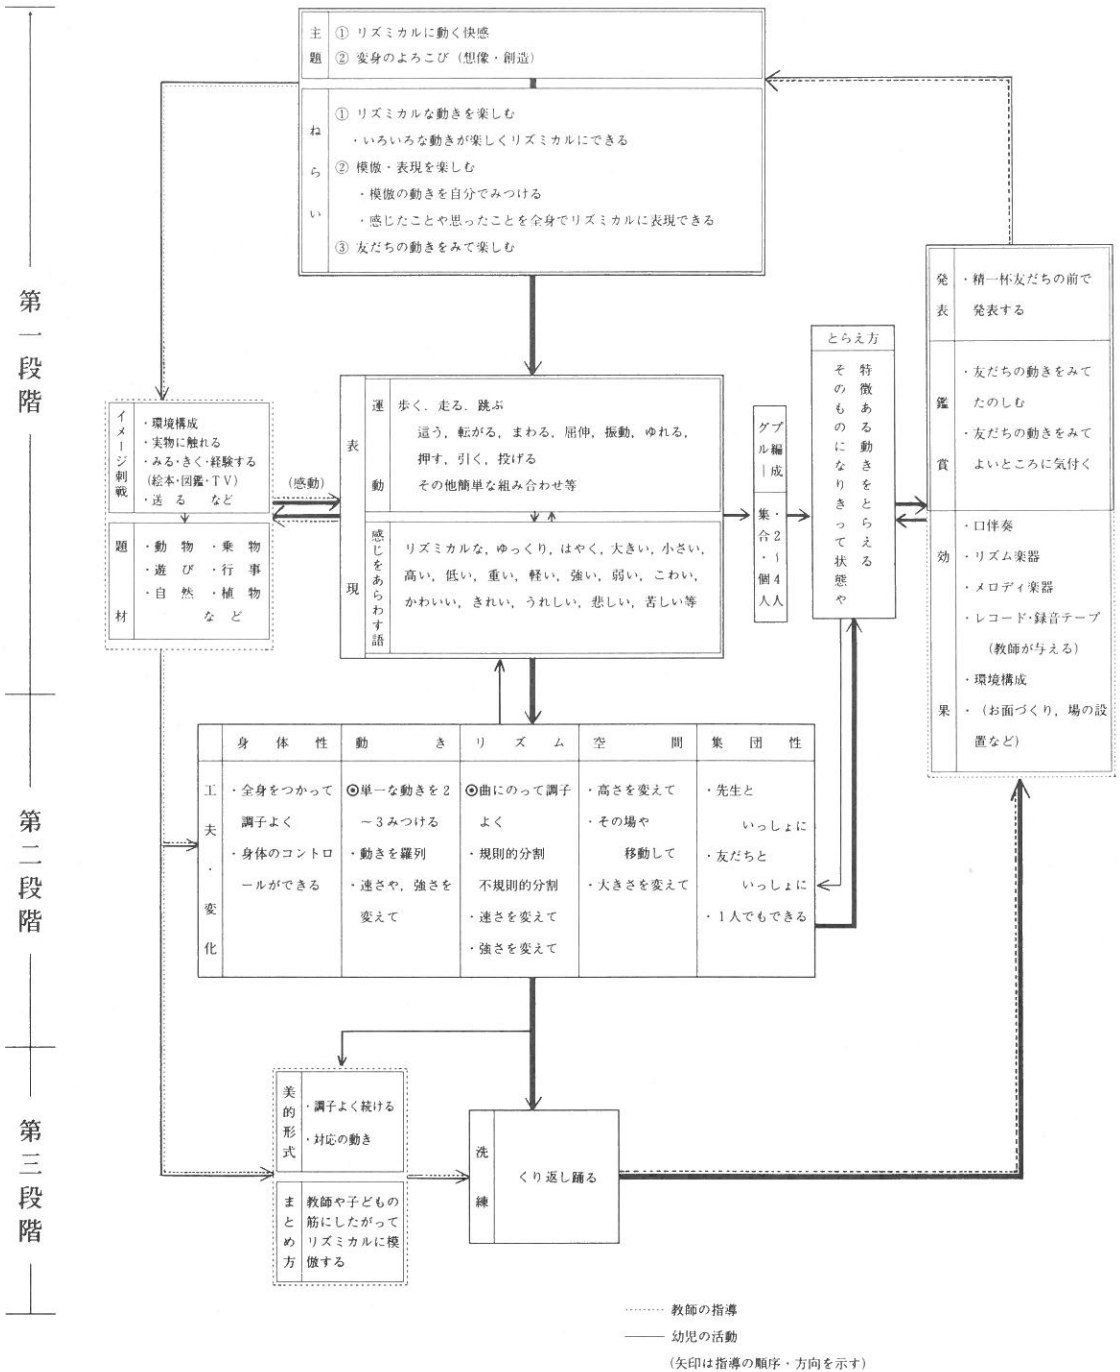 主題
① リズミカルに動く快感
② 変身のよろこび (想像・創造)
ねらい
① リズミカルな動きを楽しむ
・いろいろな動きが楽しくリズミカルにできる
② 模倣・表現を楽しむ
・模倣の動きを自分でみつける
・感じたことや思ったことを全身でリズミカルに表現できる
③ 友だちの動きをみて楽しむ
第一段階
イメージ刺戟
・環境構成
・実物に触れる
・みる・きく・経験する
(絵本・図鑑・TV)
・送る など
題材
・動物 ・乗物
・遊び ・行事
・自然 ・植物
など
(感動)
表現
運動
歩く, 走る, 跳ぶ
這う, 転がる, まわる, 屈伸, 振動, ゆれる,
押す, 引く, 投げる
その他簡単な組み合わせ等
感じをあらわす語
リズミカルな, ゆっくり, はやく, 大きい, 小さい,
高い, 低い, 重い, 軽い, 強い, 弱い, こわい,
かわいい, きれい, うれしい, 悲しい, 苦しい等
グループ編成
集合・個人
・2〜4人
とらえ方
特徴ある動きをとらえる
そのものになりきって状態や
発表
・精一杯友だちの前で
発表する
鑑賞
・友だちの動きをみて
たのしむ
・友だちの動きをみて
よいところに気付く
効果
・口伴奏
・リズム楽器
・メロディ楽器
・レコード・録音テープ
(教師が与える)
・環境構成
・(お面づくり, 場の設
置など)
第二段階
工夫・変化
身体性
・全身をつかって
調子よく
・身体のコントロ
ールができる
動き
◉単一な動きを2
〜3みつける
・動きを羅列
・速さや, 強さを
変えて
リズム
◉曲にのって調子
よく
・規則的分割
不規則的分割
・速さを変えて
・強さを変えて
空間
・高さを変えて
・その場や
移動して
・大きさを変えて
集団性
・先生と
いっしょに
・友だちと
いっしょに
・1人でもできる
第三段階
美的形式
・調子よく続ける
・対応の動き
まとめ方
教師や子どもの
筋にしたがって
リズミカルに模
倣する
洗練
くり返し踊る
教師の指導
幼児の活動
(矢印は指導の順序・方向を示す)